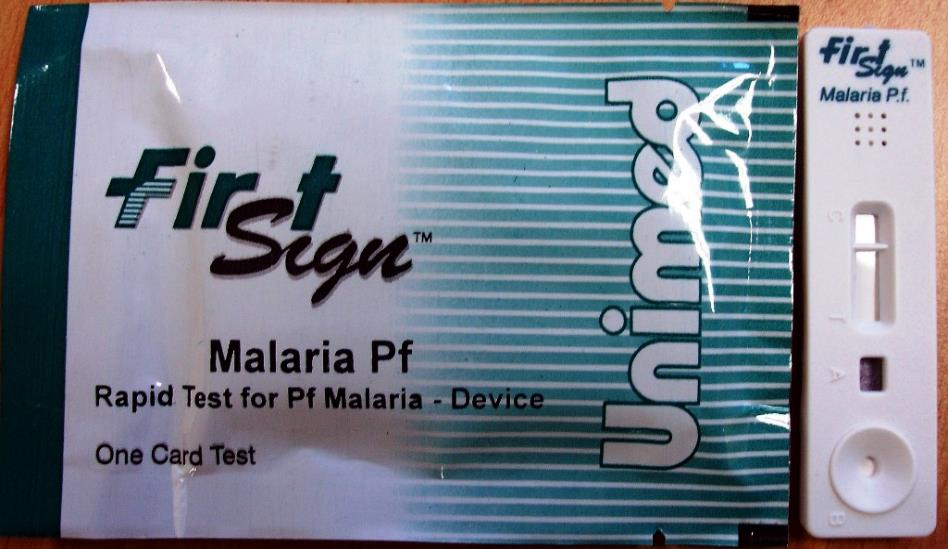 First
Sign™
Malaria Pf
Rapid Test for Pf Malaria - Device
One Card Test
unimed
First
Sign™
Malaria P.f.
C
T
A
B